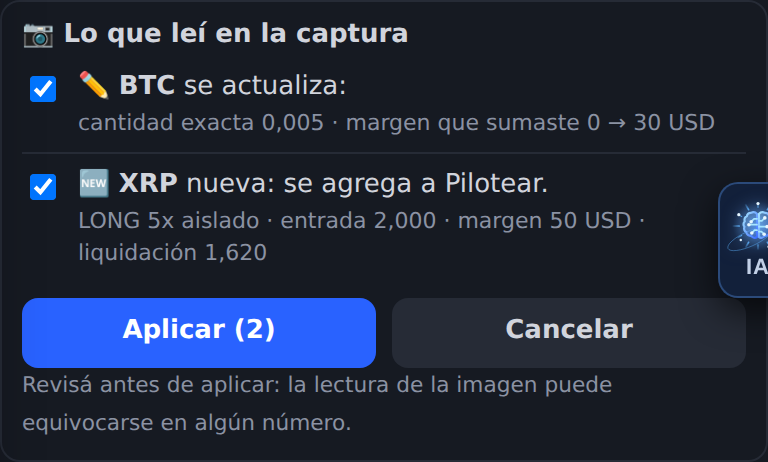 📷 Lo que leí en la captura
✏️ BTC se actualiza:
cantidad exacta 0,005 · margen que sumaste 0 → 30 USD
🆕 XRP nueva: se agrega a Pilotear.
LONG 5x aislado · entrada 2,000 · margen 50 USD ·
liquidación 1,620
IA
Aplicar (2)
Cancelar
Revisá antes de aplicar: la lectura de la imagen puede
equivocarse en algún número.